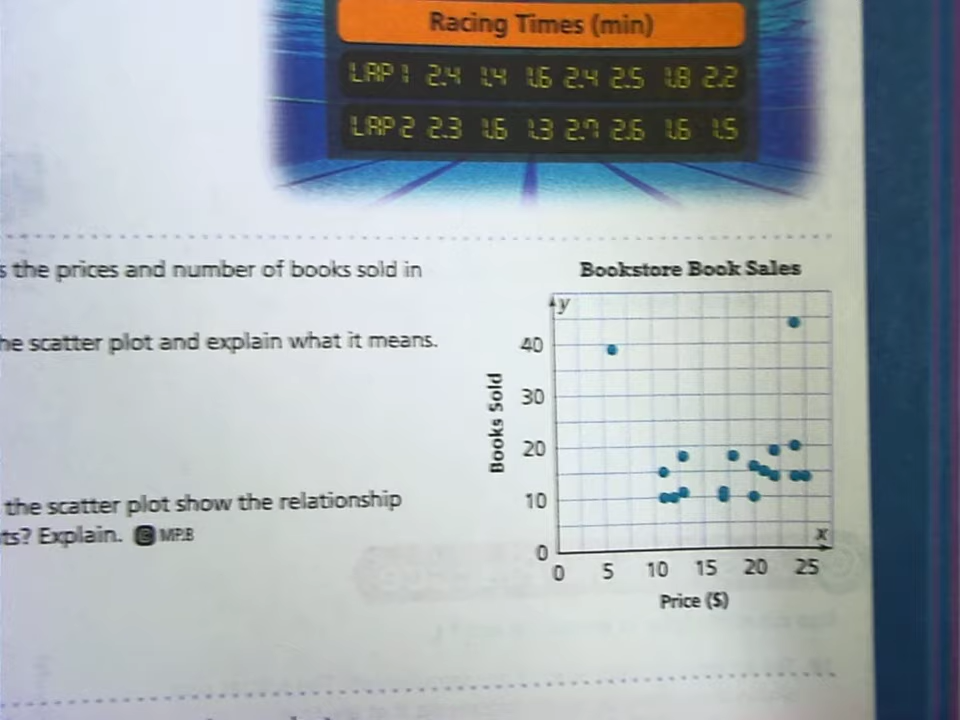 Racing Times (min)
LAP 1 2.4 1.4 1.6 2.4 2.5 1.8 2.2
LAP 2 2.3 1.6 1.3 2.7 2.6 1.6 1.5
s the prices and number of books sold in
he scatter plot and explain what it means.
the scatter plot show the relationship
ts? Explain. C MP.8
Bookstore Book Sales
y
40
30
20
10
0
Books Sold
x
0 5 10 15 20 25
Price ($)